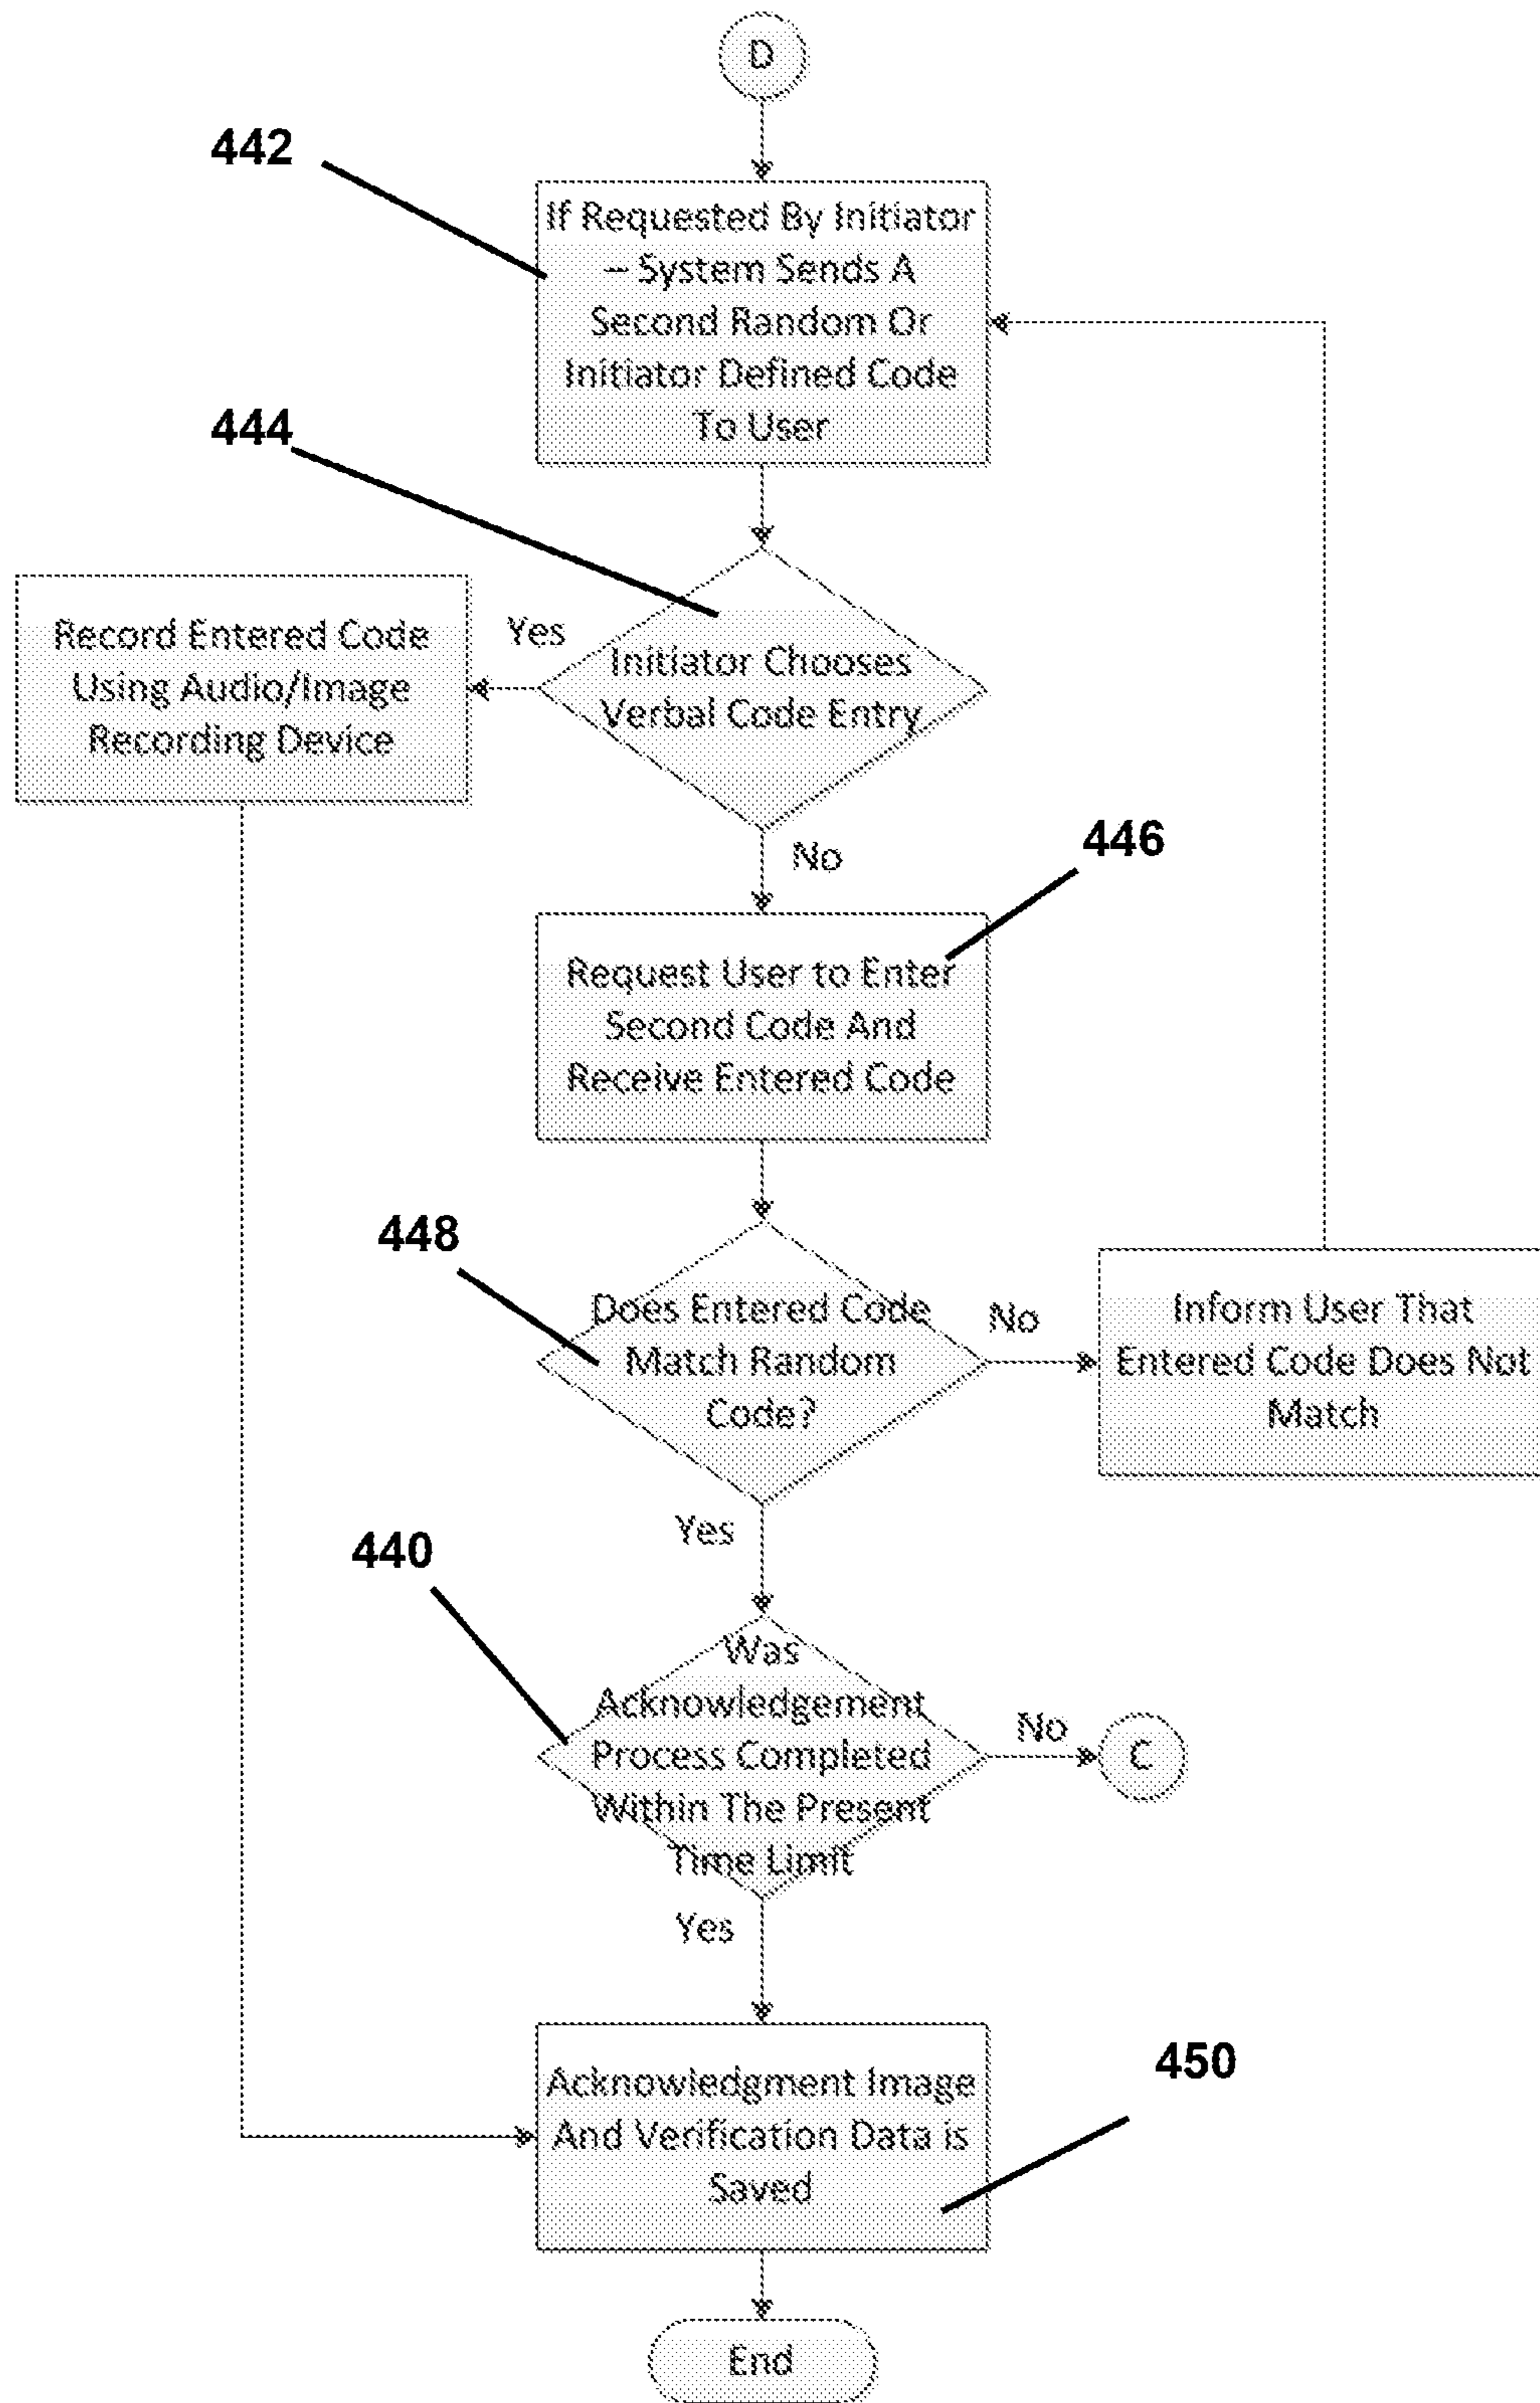 D
442
If Requested By Initiator
– System Sends A
Second Random Or
Initiator Defined Code
To User
444
Record Entered Code
Using Audio/Image
Recording Device
Yes
Initiator Chooses
Verbal Code Entry
No
446
Request User to Enter
Second Code And
Receive Entered Code
448
Does Entered Code
Match Random
Code?
No
Inform User That
Entered Code Does Not
Match
Yes
440
Was
Acknowledgement
Process Completed
Within The Present
Time Limit
No
C
Yes
450
Acknowledgment Image
And Verification Data is
Saved
End